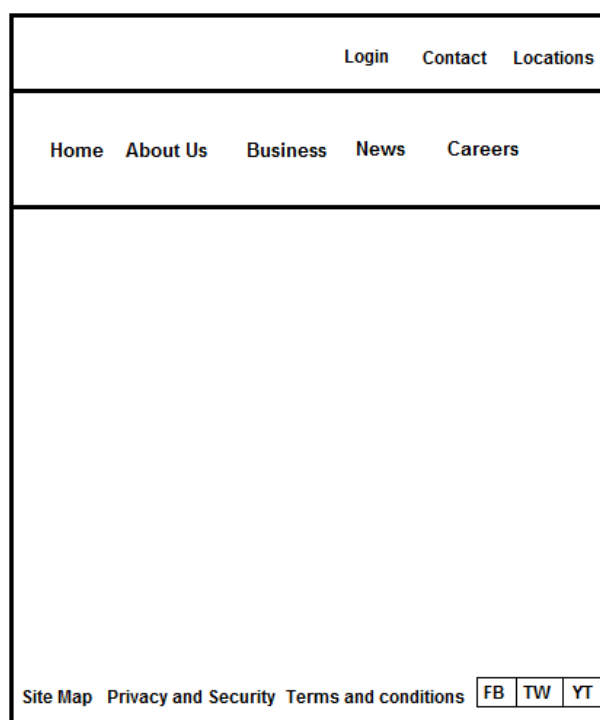 Login Contact Locations
Home About Us Business News Careers
Site Map Privacy and Security Terms and conditions FB TW YT